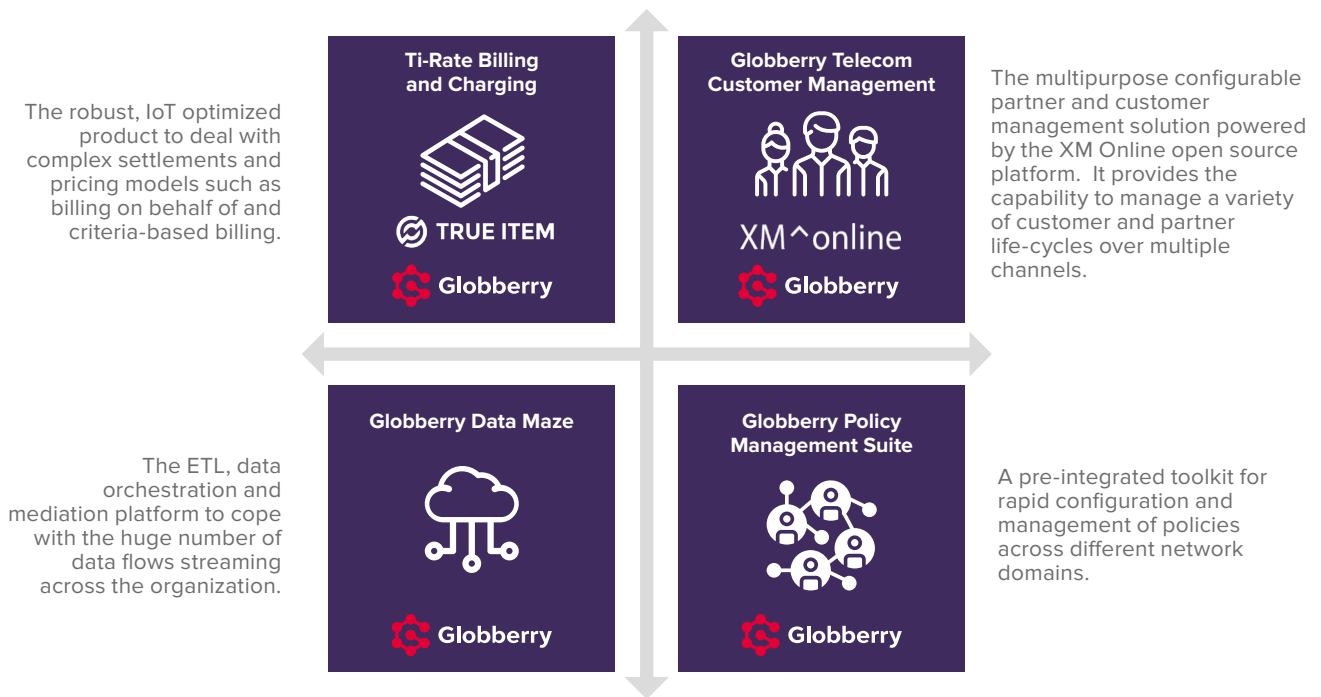 Ti-Rate Billing
and Charging
TRUE ITEM
Globberry
The robust, IoT optimized
product to deal with
complex settlements and
pricing models such as
billing on behalf of and
criteria-based billing.
Globberry Telecom
Customer Management
XM^online
Globberry
The multipurpose configurable
partner and customer
management solution powered
by the XM Online open source
platform.  It provides the
capability to manage a variety
of customer and partner
life-cycles over multiple
channels.
Globberry Data Maze
Globberry
The ETL, data
orchestration and
mediation platform to cope
with the huge number of
data flows streaming
across the organization.
Globberry Policy
Management Suite
Globberry
A pre-integrated toolkit for
rapid configuration and
management of policies
across different network
domains.